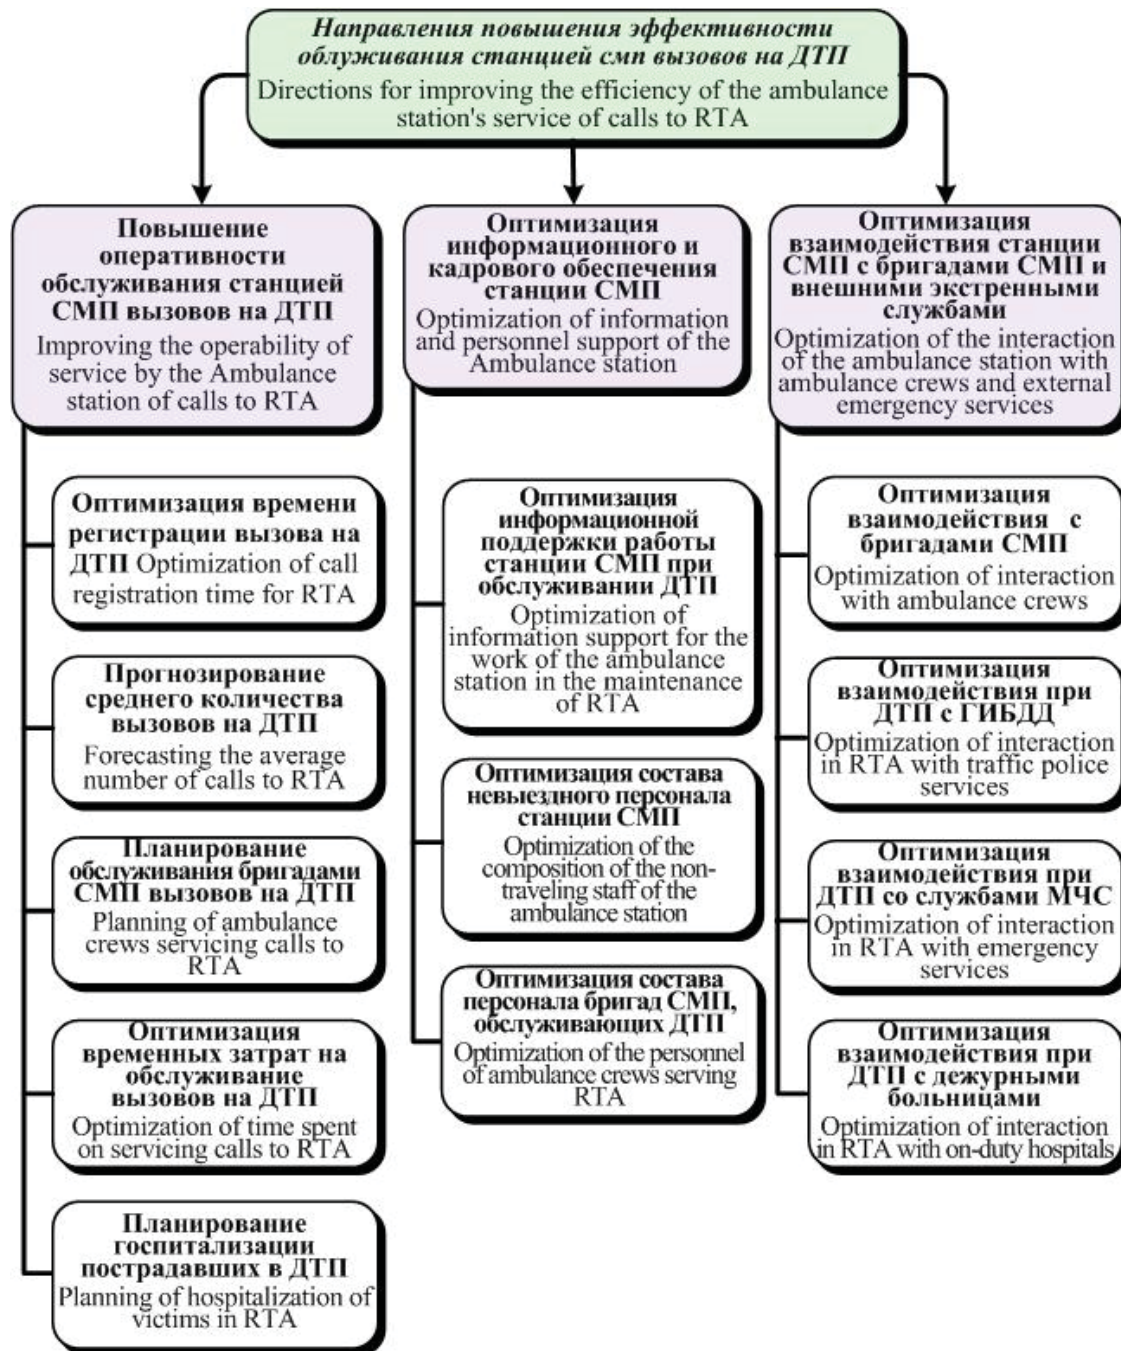 Направления повышения эффективности
облуживания станцией смп вызовов на ДТП
Directions for improving the efficiency of the ambulance
station's service of calls to RTA
Повышение
оперативности
обслуживания станцией
СМП вызовов на ДТП
Improving the operability of
service by the Ambulance
station of calls to RTA
Оптимизация времени
регистрации вызова на
ДТП Optimization of call
registration time for RTA
Прогнозирование
среднего количества
вызовов на ДТП
Forecasting the average
number of calls to RTA
Планирование
обслуживания бригадами
СМП вызовов на ДТП
Planning of ambulance
crews servicing calls to
RTA
Оптимизация
временных затрат на
обслуживание
вызовов на ДТП
Optimization of time spent
on servicing calls to RTA
Планирование
госпитализации
пострадавших в ДТП
Planning of hospitalization of
victims in RTA
Оптимизация
информационного и
кадрового обеспечения
станции СМП
Optimization of information
and personnel support of the
Ambulance station
Оптимизация
информационной
поддержки работы
станции СМП при
обслуживании ДТП
Optimization of
information support for the
work of the ambulance
station in the maintenance
of RTA
Оптимизация состава
невыездного персонала
станции СМП
Optimization of the
composition of the non-
traveling staff of the
ambulance station
Оптимизация состава
персонала бригад СМП,
обслуживающих ДТП
Optimization of the personnel
of ambulance crews serving
RTA
Оптимизация
взаимодействия станции
СМП с бригадами СМП и
внешними экстренными
службами
Optimization of the interaction
of the ambulance station with
ambulance crews and external
emergency services
Оптимизация
взаимодействия с
бригадами СМП
Optimization of interaction
with ambulance crews
Оптимизация
взаимодействия при
ДТП с ГИБДД
Optimization of interaction
in RTA with traffic police
services
Оптимизация
взаимодействия при
ДТП со службами МЧС
Optimization of interaction
in RTA with emergency
services
Оптимизация
взаимодействия при
ДТП с дежурными
больницами
Optimization of interaction
in RTA with on-duty hospitals